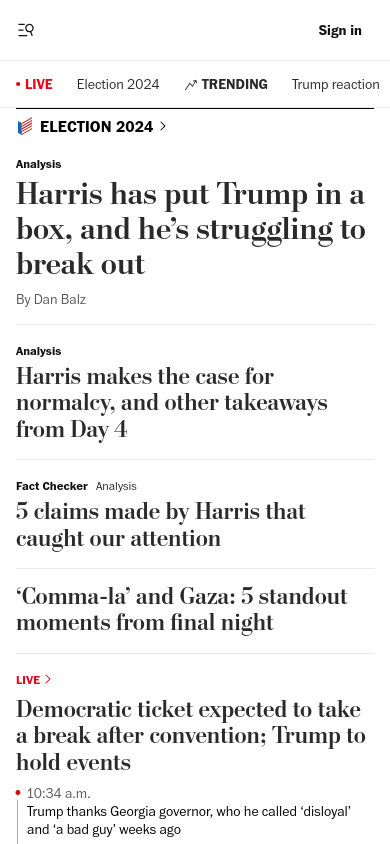 Sign in
LIVE Election 2024 TRENDING Trump reaction
ELECTION 2024
Analysis
Harris has put Trump in a
box, and he’s struggling to
break out
By Dan Balz
Analysis
Harris makes the case for
normalcy, and other takeaways
from Day 4
Fact Checker Analysis
5 claims made by Harris that
caught our attention
‘Comma-la’ and Gaza: 5 standout
moments from final night
LIVE
Democratic ticket expected to take
a break after convention; Trump to
hold events
10:34 a.m.
Trump thanks Georgia governor, who he called ‘disloyal’
and ‘a bad guy’ weeks ago